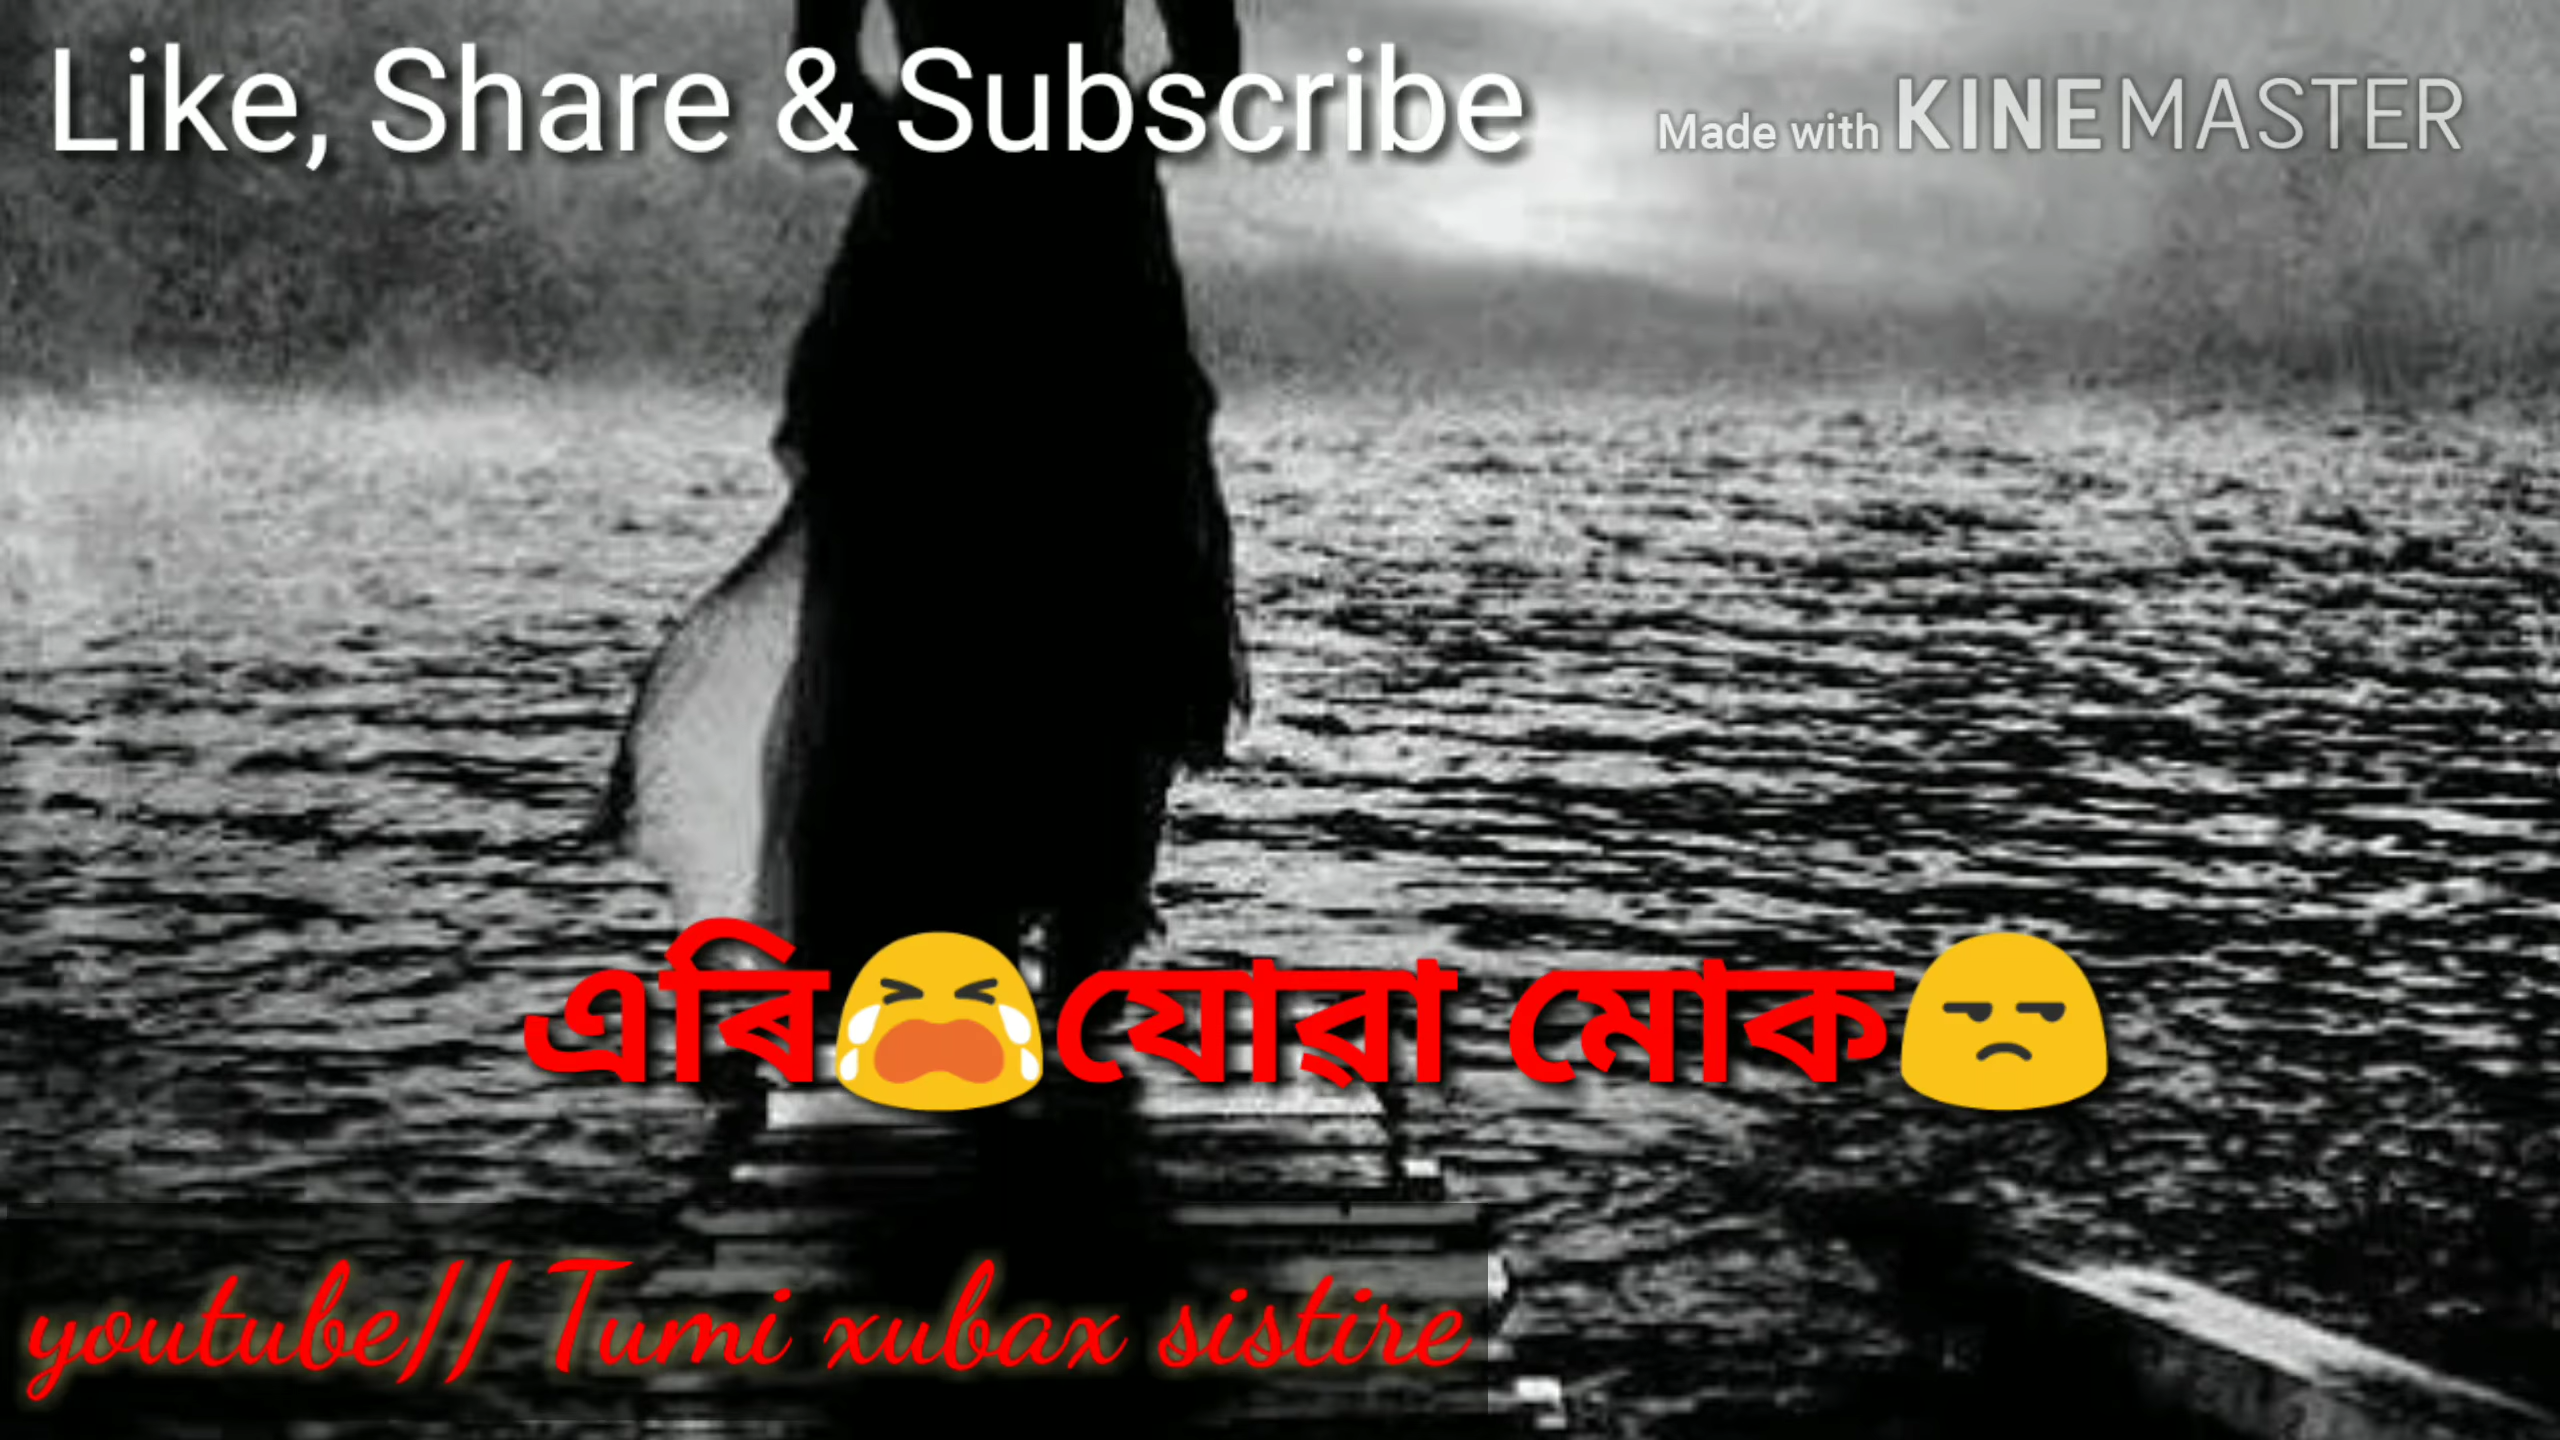 Like, Share & Subscribe
Made with KINEMASTER
এৰি😭যোৱা মোক😒
youtube// Tumi xubax sistire